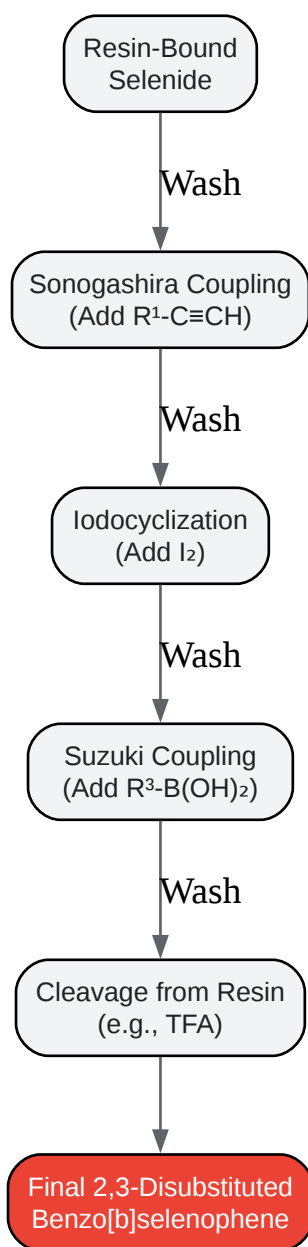 Resin-Bound
Selenide
Wash
Sonogashira Coupling
(Add R¹-C≡CH)
Wash
Iodocyclization
(Add I₂)
Wash
Suzuki Coupling
(Add R³-B(OH)₂)
Wash
Cleavage from Resin
(e.g., TFA)
Final 2,3-Disubstituted
Benzo[b]selenophene